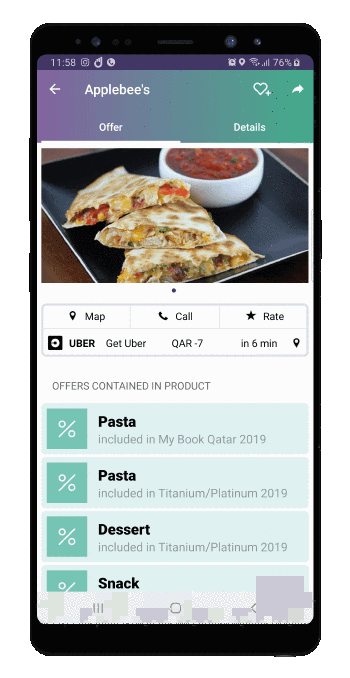 11:58 76%
Applebee's
Offer Details
Map Call Rate
UBER Get Uber QAR -7 in 6 min
OFFERS CONTAINED IN PRODUCT
Pasta
included in My Book Qatar 2019
Pasta
included in Titanium/Platinum 2019
Dessert
included in Titanium/Platinum 2019
Snack